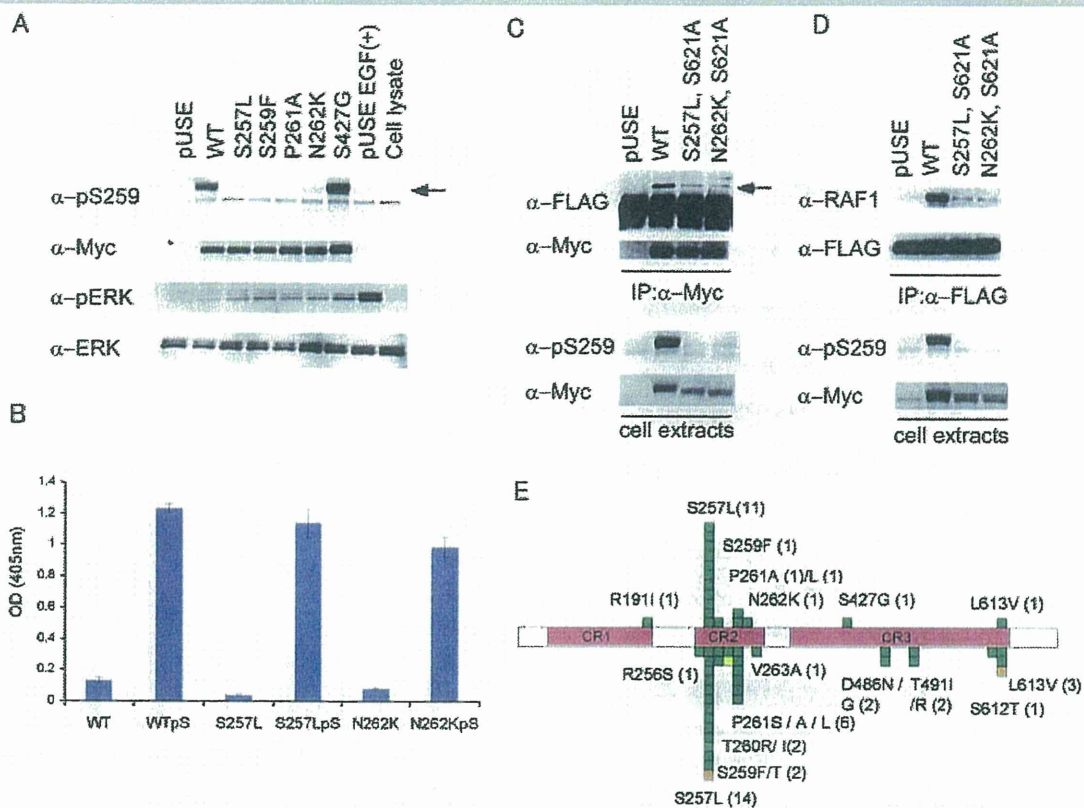 A
pUSE
WT
S257L
S259F
P261A
N262K
S427G
pUSE EGF(+)
Cell lysate
α-pS259
α-Myc
α-pERK
α-ERK
B
OD (405nm)
1.4
1.2
1
0.8
0.6
0.4
0.2
0
WT
WTpS
S257L
S257LpS
N262K
N262KpS
C
pUSE
WT
S257L, S621A
N262K, S621A
α-FLAG
α-Myc
IP:α-Myc
α-pS259
α-Myc
cell extracts
D
pUSE
WT
S257L, S621A
N262K, S621A
α-RAF1
α-FLAG
IP:α-FLAG
α-pS259
α-Myc
cell extracts
E
S257L(11)
S259F (1)
P261A (1)/L (1)
R191I (1)
N262K (1)
S427G (1)
L613V (1)
CR1
CR2
CR3
R256S (1)
V263A (1)
D486N / T491I
L613V (3)
G (2)
/R (2)
S612T (1)
P261S / A / L (6)
T260R/ I(2)
S259F/T (2)
S257L (14)